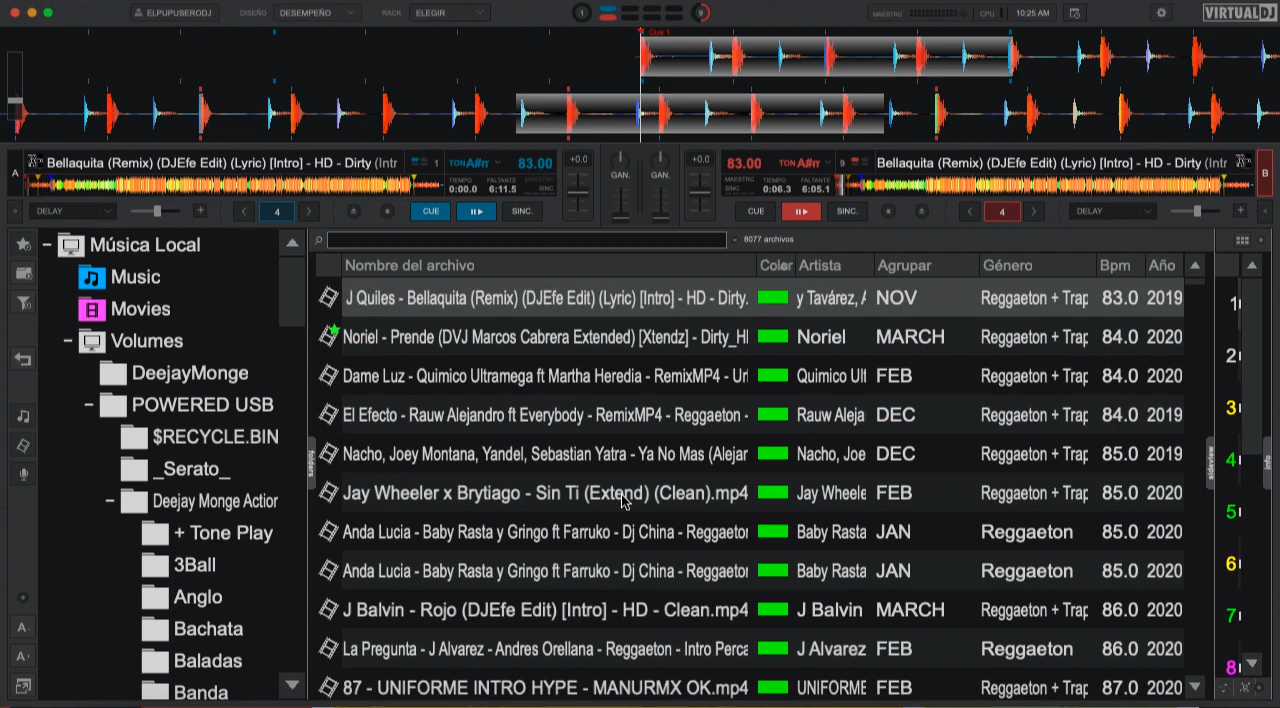 ELPUPUSERODJ DISEÑO DESEMPEÑO RACK ELEGIR 1 9 MAESTRO CPU 10:25 AM VIRTUALDJ
Cue 1
A Bellaquita (Remix) (DJEfe Edit) (Lyric) [Intro] - HD - Dirty (Intr 1 TON A#m 83.00
TIEMPO 0:00.0 FALTANTE 6:11.5 MAESTRO SINC
+0.0 GAN. GAN. +0.0
83.00 TON A#m 9 Bellaquita (Remix) (DJEfe Edit) (Lyric) [Intro] - HD - Dirty (Intr B
MAESTRO SINC TIEMPO 0:06.3 FALTANTE 6:05.1
DELAY 4 CUE SINC. CUE SINC. 4 DELAY
Música Local
Music
Movies
Volumes
DeejayMonge
POWERED USB
$RECYCLE.BIN
_Serato_
Deejay Monge Action
+ Tone Play
3Ball
Anglo
Bachata
Baladas
Banda
A-
A+
folders
8077 archivos
Nombre del archivo Color Artista Agrupar Género Bpm Año
J Quiles - Bellaquita (Remix) (DJEfe Edit) (Lyric) [Intro] - HD - Dirty. y Tavárez, A NOV Reggaeton + Trap 83.0 2019
Noriel - Prende (DVJ Marcos Cabrera Extended) [Xtendz] - Dirty_HD Noriel MARCH Reggaeton + Trap 84.0 2020
Dame Luz - Quimico Ultramega ft Martha Heredia - RemixMP4 - Url Quimico Ult FEB Reggaeton + Trap 84.0 2020
El Efecto - Rauw Alejandro ft Everybody - RemixMP4 - Reggaeton - Rauw Aleja DEC Reggaeton + Trap 84.0 2019
Nacho, Joey Montana, Yandel, Sebastian Yatra - Ya No Mas (Alejar Nacho, Joe DEC Reggaeton + Trap 85.0 2019
Jay Wheeler x Brytiago - Sin Ti (Extend) (Clean).mp4 Jay Wheele FEB Reggaeton + Trap 85.0 2020
Anda Lucia - Baby Rasta y Gringo ft Farruko - Dj China - Reggaeton Baby Rasta JAN Reggaeton 85.0 2020
Anda Lucia - Baby Rasta y Gringo ft Farruko - Dj China - Reggaeton Baby Rasta JAN Reggaeton 85.0 2020
J Balvin - Rojo (DJEfe Edit) [Intro] - HD - Clean.mp4 J Balvin MARCH Reggaeton + Trap 86.0 2020
La Pregunta - J Alvarez - Andres Orellana - Reggaeton - Intro Perca J Alvarez FEB Reggaeton + Trap 86.0 2020
87 - UNIFORME INTRO HYPE - MANURMX OK.mp4 UNIFORME FEB Reggaeton + Trap 87.0 2020
sideview
1
2
3
4
5
6
7
8
info